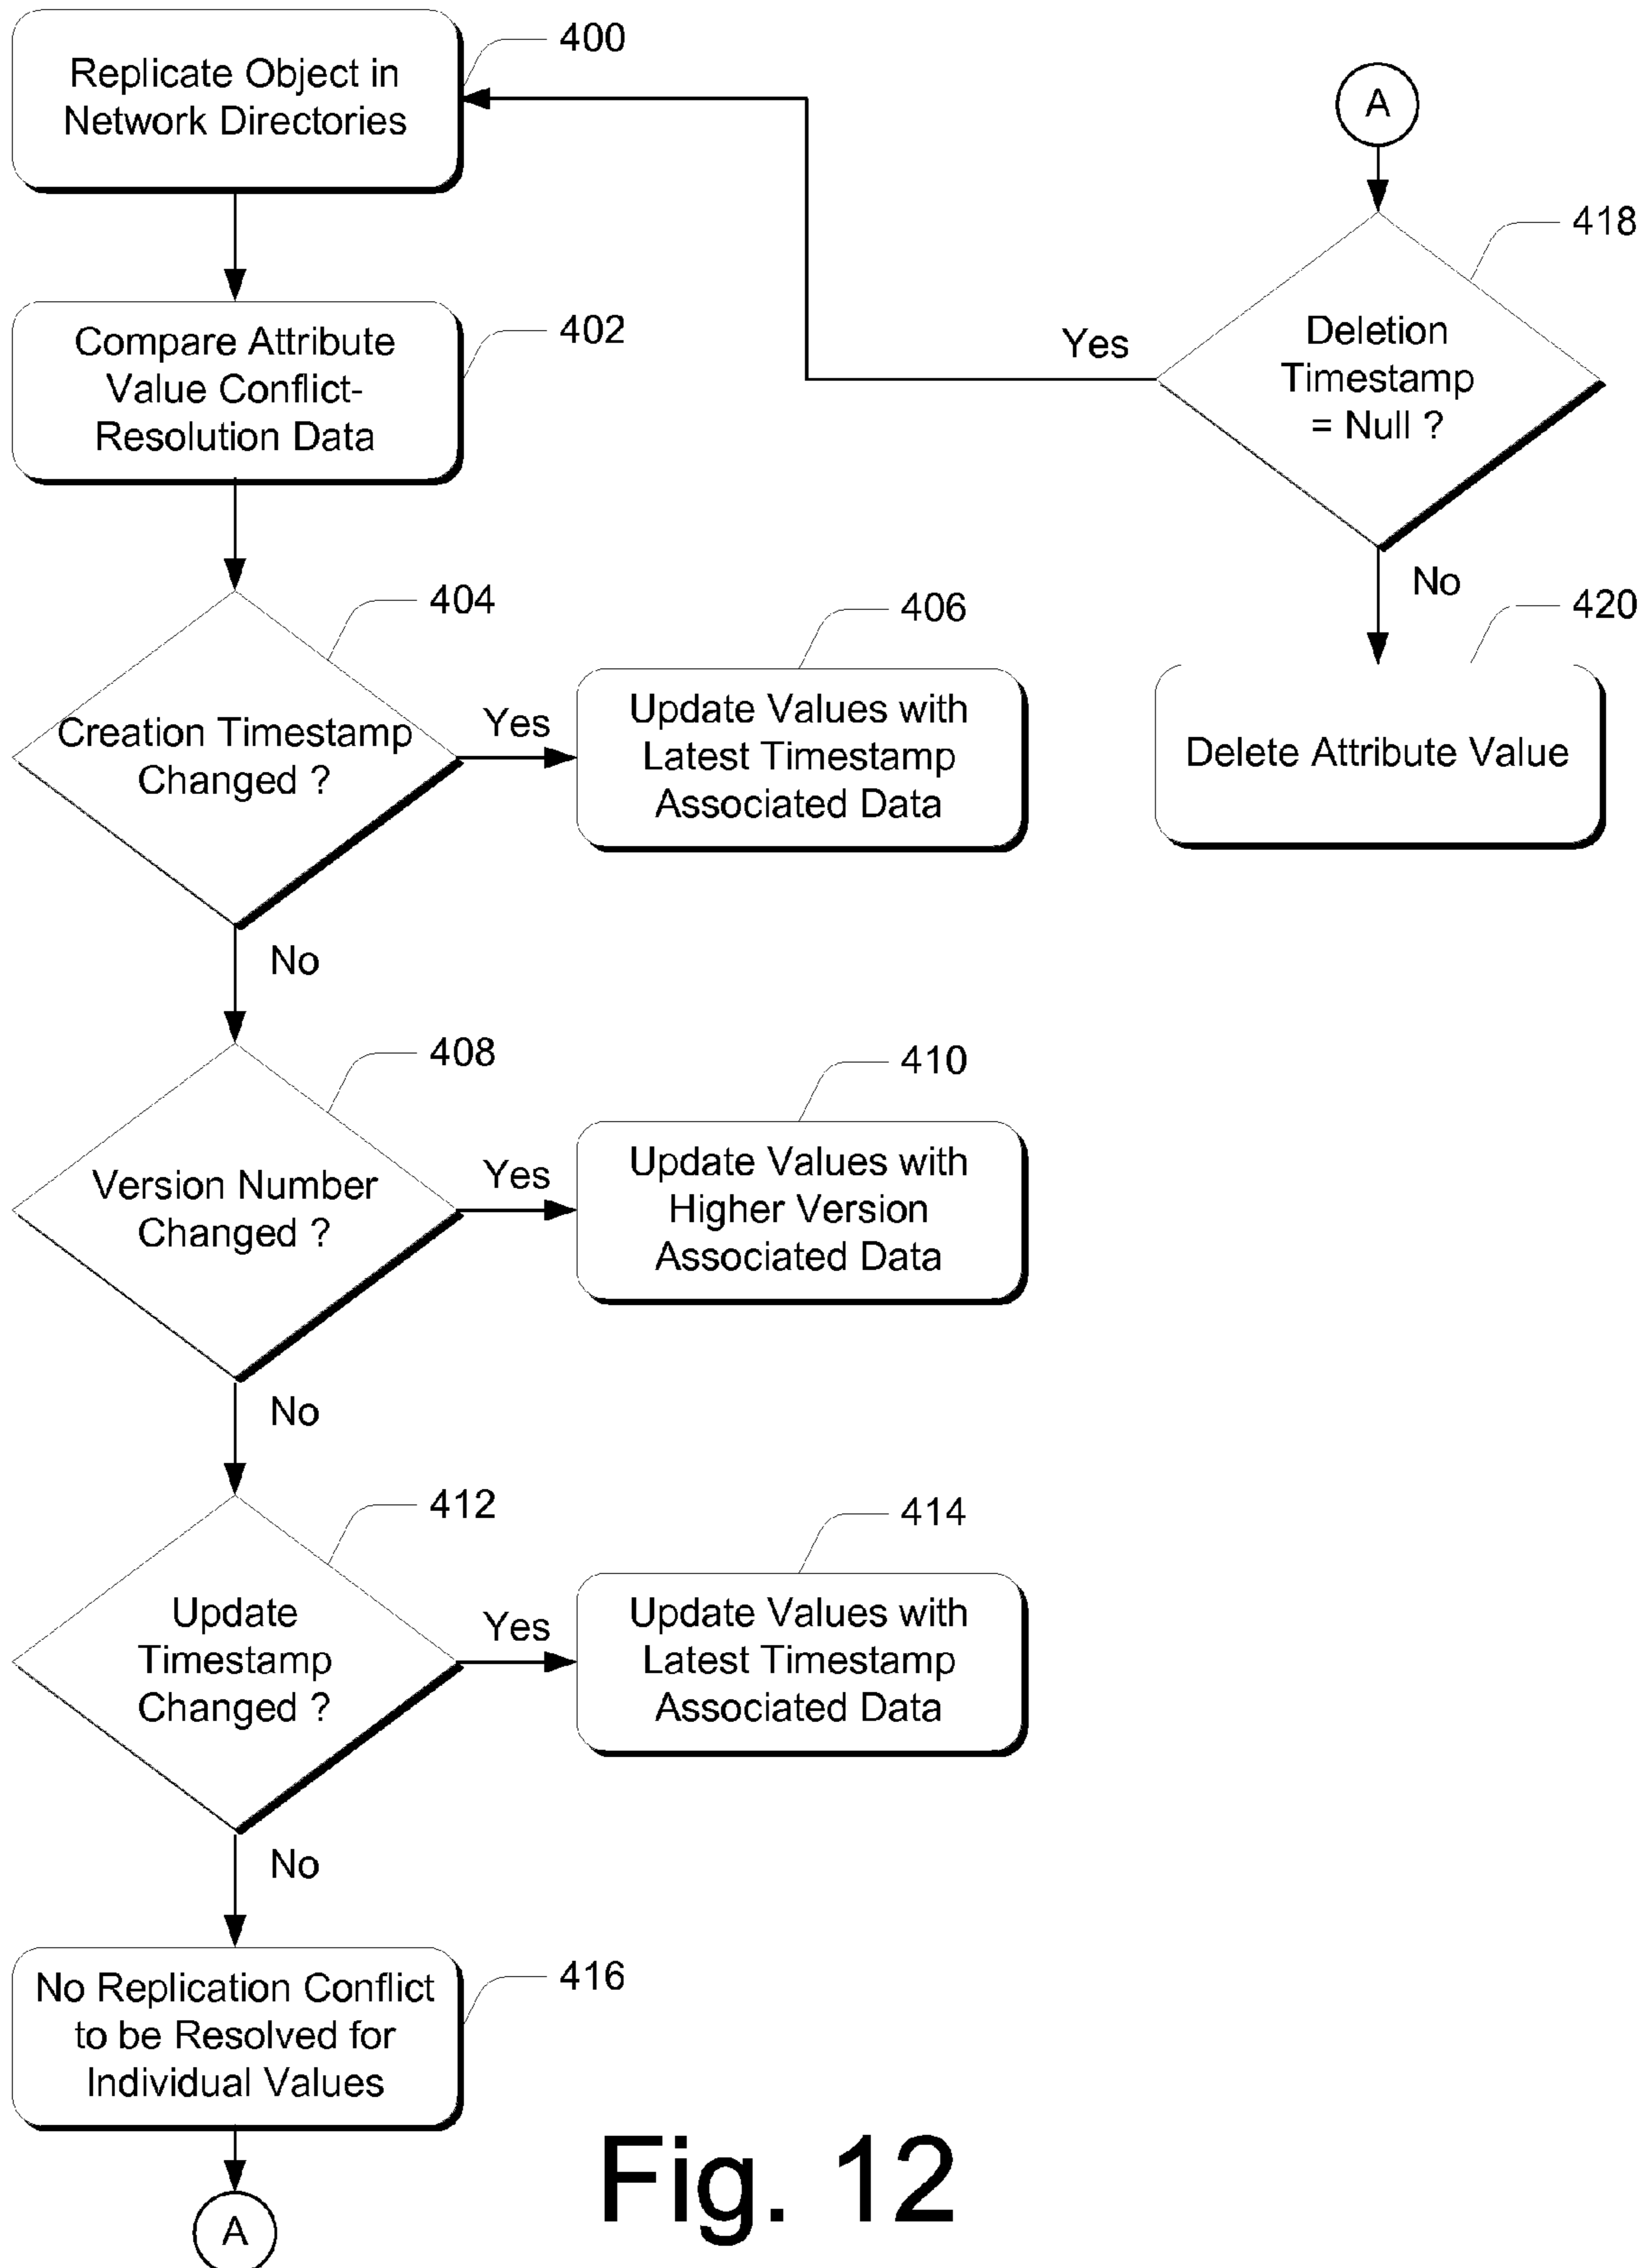 Replicate Object in
Network Directories
400
Compare Attribute
Value Conflict-
Resolution Data
402
Creation Timestamp
Changed ?
404
Yes
Update Values with
Latest Timestamp
Associated Data
406
No
Version Number
Changed ?
408
Yes
Update Values with
Higher Version
Associated Data
410
No
Update
Timestamp
Changed ?
412
Yes
Update Values with
Latest Timestamp
Associated Data
414
No
No Replication Conflict
to be Resolved for
Individual Values
416
A
A
Deletion
Timestamp
= Null ?
418
Yes
No
Delete Attribute Value
420
Fig. 12